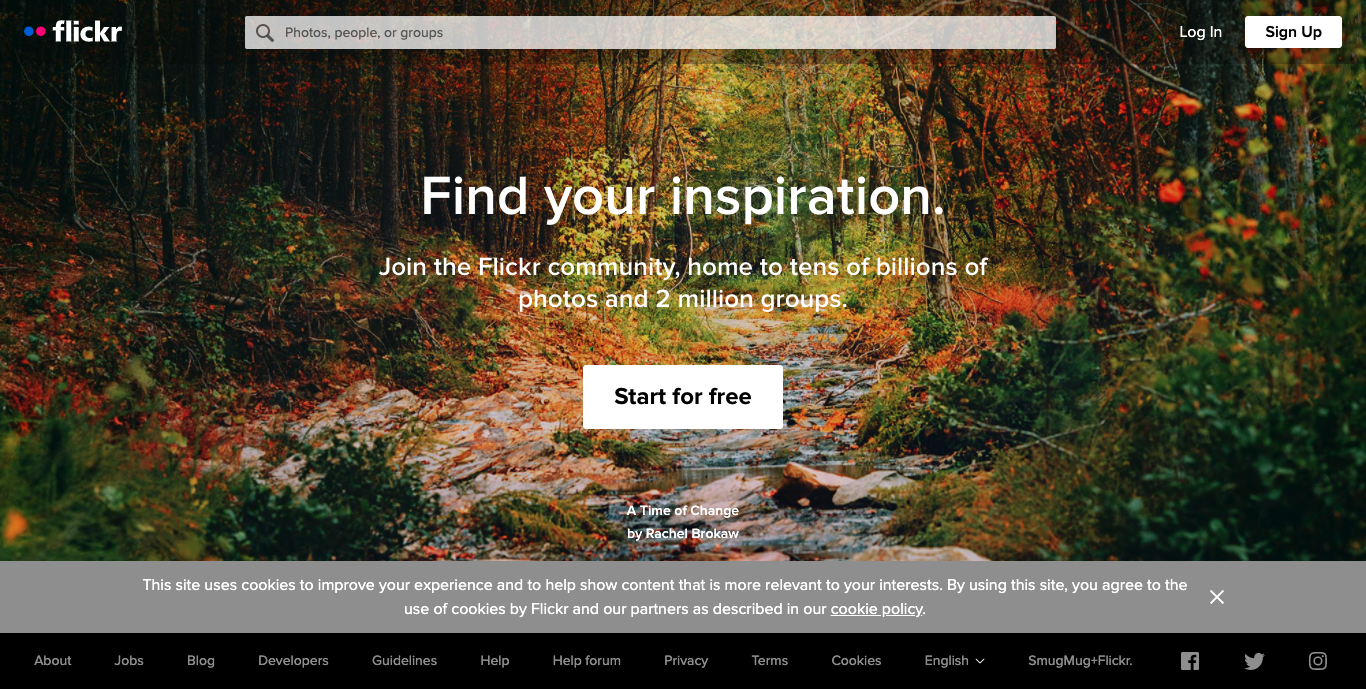 flickr
Photos, people, or groups
Log In
Sign Up
Find your inspiration.
Join the Flickr community, home to tens of billions of
photos and 2 million groups.
Start for free
A Time of Change
by Rachel Brokaw
This site uses cookies to improve your experience and to help show content that is more relevant to your interests. By using this site, you agree to the
use of cookies by Flickr and our partners as described in our cookie policy.
About Jobs Blog Developers Guidelines Help Help forum Privacy Terms Cookies English SmugMug+Flickr.